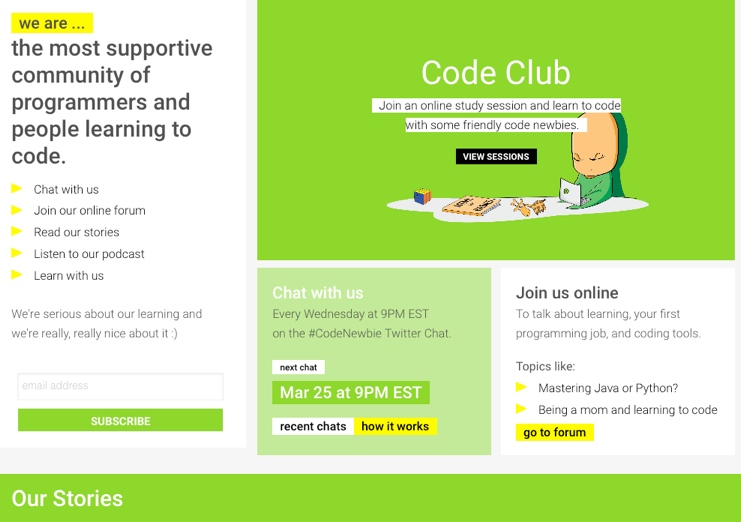 we are ...
the most supportive
community of
programmers and
people learning to
code.
Chat with us
Join our online forum
Read our stories
Listen to our podcast
Learn with us
We're serious about our learning and
we're really, really nice about it :)
email address
SUBSCRIBE
Code Club
Join an online study session and learn to code
with some friendly code newbies.
VIEW SESSIONS
Chat with us
Every Wednesday at 9PM EST
on the #CodeNewbie Twitter Chat.
next chat
Mar 25 at 9PM EST
recent chats how it works
Join us online
To talk about learning, your first
programming job, and coding tools.
Topics like:
Mastering Java or Python?
Being a mom and learning to code
go to forum
Our Stories